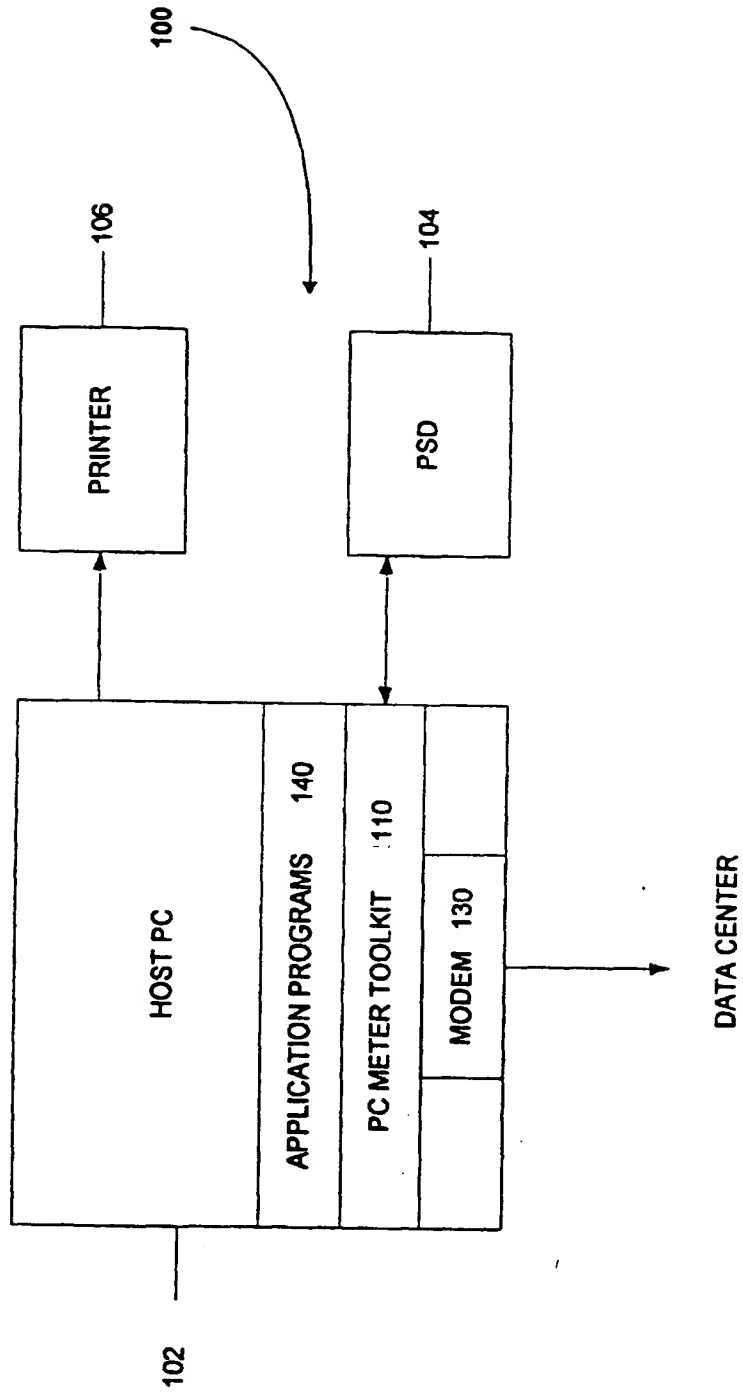 100
106
PRINTER
104
PSD
HOST PC
APPLICATION PROGRAMS 140
PC METER TOOLKIT 110
MODEM 130
102
DATA CENTER